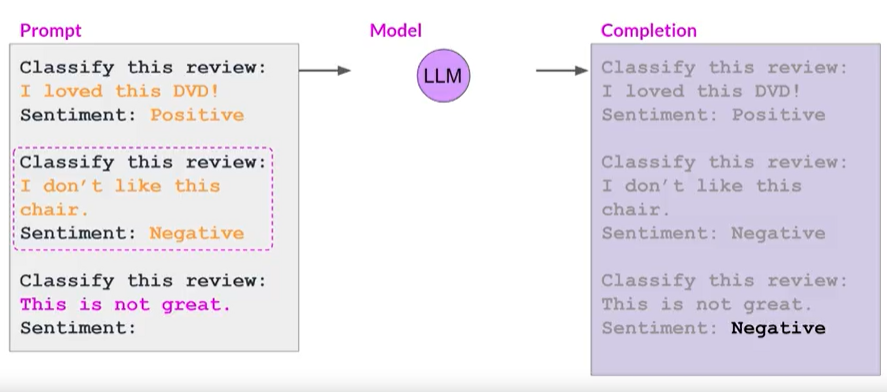 Prompt
Model
Completion
Classify this review:
I loved this DVD!
Sentiment: Positive
Classify this review:
I don't like this
chair.
Sentiment: Negative
Classify this review:
This is not great.
Sentiment:
LLM
Classify this review:
I loved this DVD!
Sentiment: Positive
Classify this review:
I don't like this
chair.
Sentiment: Negative
Classify this review:
This is not great.
Sentiment: Negative